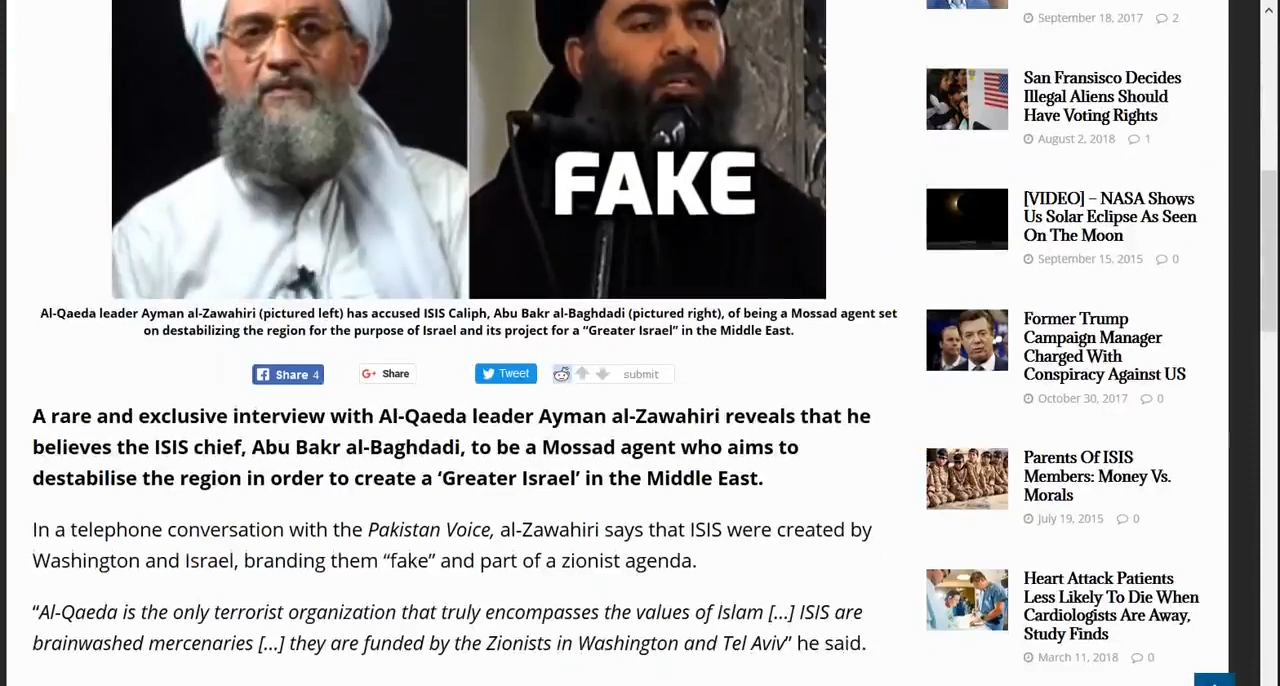 FAKE
Al-Qaeda leader Ayman al-Zawahiri (pictured left) has accused ISIS Caliph, Abu Bakr al-Baghdadi (pictured right), of being a Mossad agent set
on destabilizing the region for the purpose of Israel and its project for a “Greater Israel” in the Middle East.
Share 4
Share
Tweet
submit
A rare and exclusive interview with Al-Qaeda leader Ayman al-Zawahiri reveals that he
believes the ISIS chief, Abu Bakr al-Baghdadi, to be a Mossad agent who aims to
destabilise the region in order to create a ‘Greater Israel’ in the Middle East.
In a telephone conversation with the Pakistan Voice, al-Zawahiri says that ISIS were created by
Washington and Israel, branding them “fake” and part of a zionist agenda.
“Al-Qaeda is the only terrorist organization that truly encompasses the values of Islam [...] ISIS are
brainwashed mercenaries [...] they are funded by the Zionists in Washington and Tel Aviv” he said.
September 18, 2017 2
San Fransisco Decides
Illegal Aliens Should
Have Voting Rights
August 2, 2018 1
[VIDEO] – NASA Shows
Us Solar Eclipse As Seen
On The Moon
September 15, 2015 0
Former Trump
Campaign Manager
Charged With
Conspiracy Against US
October 30, 2017 0
Parents Of ISIS
Members: Money Vs.
Morals
July 19, 2015 0
Heart Attack Patients
Less Likely To Die When
Cardiologists Are Away,
Study Finds
March 11, 2018 0